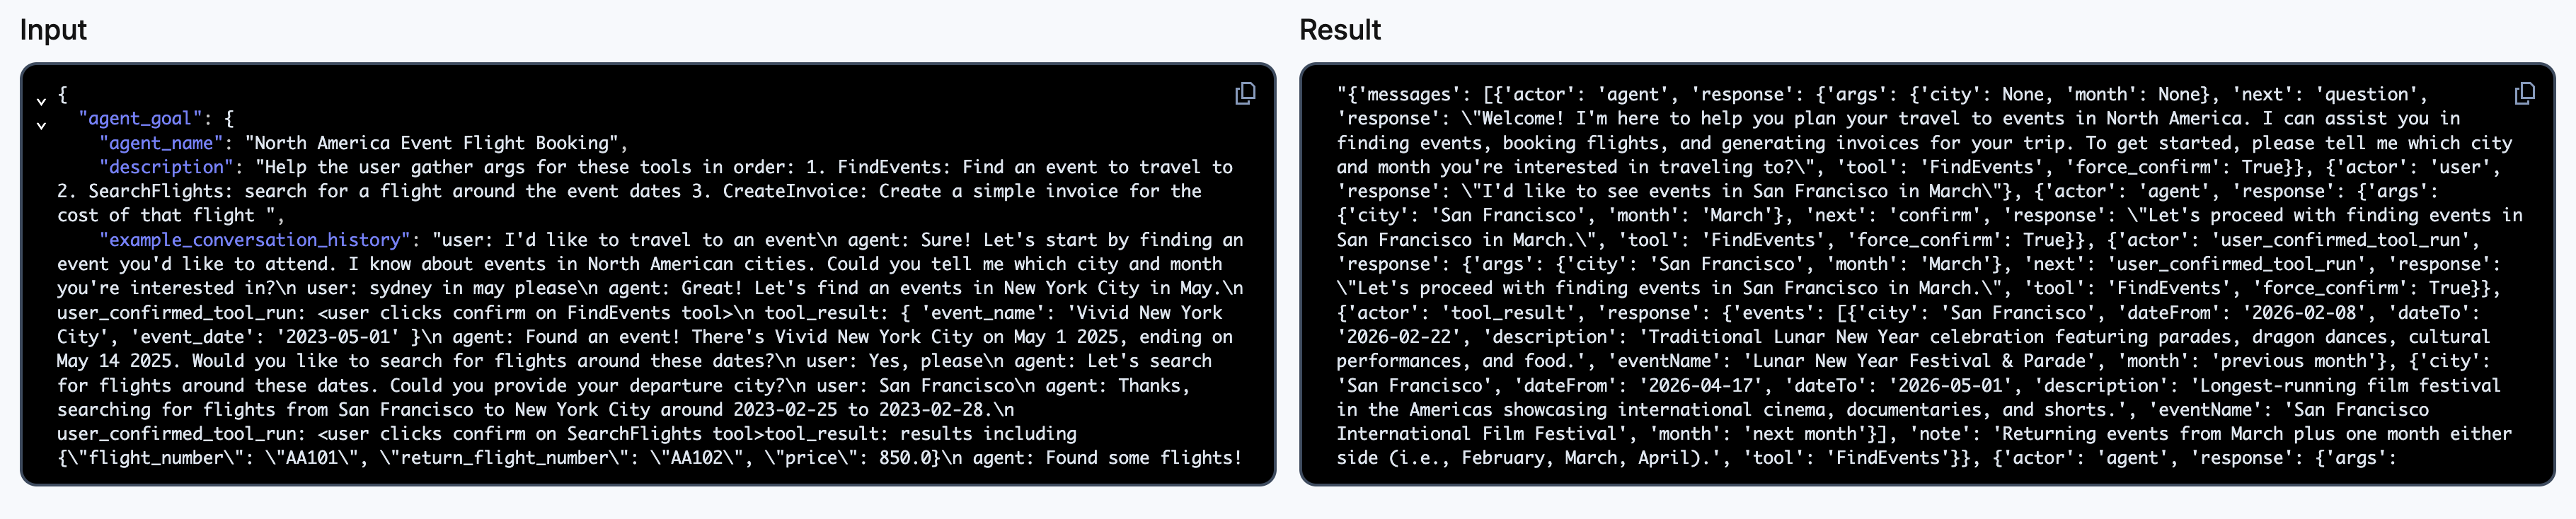 Input
{
"agent_goal": {
"agent_name": "North America Event Flight Booking",
"description": "Help the user gather args for these tools in order: 1. FindEvents: Find an event to travel to
2. SearchFlights: search for a flight around the event dates 3. CreateInvoice: Create a simple invoice for the
cost of that flight ",
"example_conversation_history": "user: I'd like to travel to an event\n agent: Sure! Let's start by finding an
event you'd like to attend. I know about events in North American cities. Could you tell me which city and month
you're interested in?\n user: sydney in may please\n agent: Great! Let's find an events in New York City in May.\n
user_confirmed_tool_run: <user clicks confirm on FindEvents tool>\n tool_result: { 'event_name': 'Vivid New York
City', 'event_date': '2023-05-01' }\n agent: Found an event! There's Vivid New York City on May 1 2025, ending on
May 14 2025. Would you like to search for flights around these dates?\n user: Yes, please\n agent: Let's search
for flights around these dates. Could you provide your departure city?\n user: San Francisco\n agent: Thanks,
searching for flights from San Francisco to New York City around 2023-02-25 to 2023-02-28.\n
user_confirmed_tool_run: <user clicks confirm on SearchFlights tool>tool_result: results including
{\"flight_number\": \"AA101\", \"return_flight_number\": \"AA102\", \"price\": 850.0}\n agent: Found some flights!
Result
"{'messages': [{'actor': 'agent', 'response': {'args': {'city': None, 'month': None}, 'next': 'question',
'response': \"Welcome! I'm here to help you plan your travel to events in North America. I can assist you in
finding events, booking flights, and generating invoices for your trip. To get started, please tell me which city
and month you're interested in traveling to?\", 'tool': 'FindEvents', 'force_confirm': True}}, {'actor': 'user',
'response': \"I'd like to see events in San Francisco in March\"}, {'actor': 'agent', 'response': {'args':
{'city': 'San Francisco', 'month': 'March'}, 'next': 'confirm', 'response': \"Let's proceed with finding events in
San Francisco in March.\", 'tool': 'FindEvents', 'force_confirm': True}}, {'actor': 'user_confirmed_tool_run',
'response': {'args': {'city': 'San Francisco', 'month': 'March'}, 'next': 'user_confirmed_tool_run', 'response':
\"Let's proceed with finding events in San Francisco in March.\", 'tool': 'FindEvents', 'force_confirm': True}},
{'actor': 'tool_result', 'response': {'events': [{'city': 'San Francisco', 'dateFrom': '2026-02-08', 'dateTo':
'2026-02-22', 'description': 'Traditional Lunar New Year celebration featuring parades, dragon dances, cultural
performances, and food.', 'eventName': 'Lunar New Year Festival & Parade', 'month': 'previous month'}, {'city':
'San Francisco', 'dateFrom': '2026-04-17', 'dateTo': '2026-05-01', 'description': 'Longest-running film festival
in the Americas showcasing international cinema, documentaries, and shorts.', 'eventName': 'San Francisco
International Film Festival', 'month': 'next month'}], 'note': 'Returning events from March plus one month either
side (i.e., February, March, April).', 'tool': 'FindEvents'}}, {'actor': 'agent', 'response': {'args':